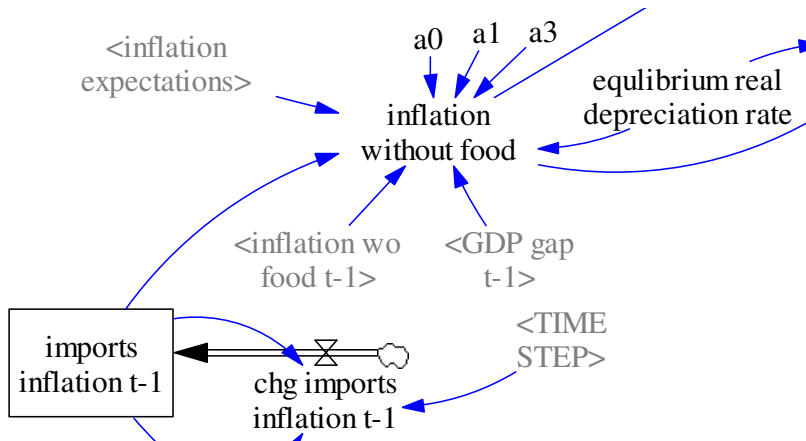 <inflation
expectations>
a0
a1
a3
inflation
without food
equlibrium real
depreciation rate
<inflation wo
food t-1>
<GDP gap
t-1>
<TIME
STEP>
imports
inflation t-1
chg imports
inflation t-1